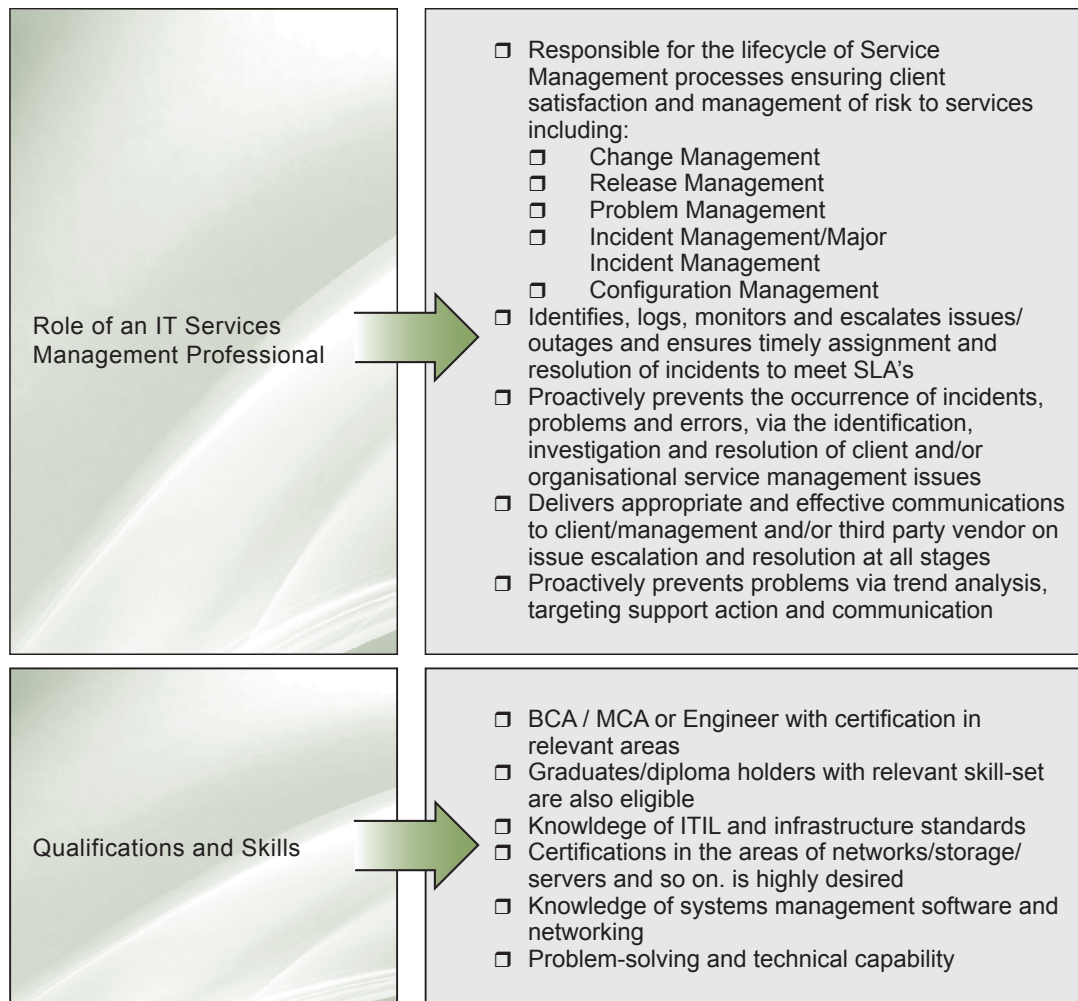 Role of an IT Services
Management Professional
❒ Responsible for the lifecycle of Service
Management processes ensuring client
satisfaction and management of risk to services
including:
❒ Change Management
❒ Release Management
❒ Problem Management
❒ Incident Management/Major
Incident Management
❒ Configuration Management
❒ Identifies, logs, monitors and escalates issues/
outages and ensures timely assignment and
resolution of incidents to meet SLA's
❒ Proactively prevents the occurrence of incidents,
problems and errors, via the identification,
investigation and resolution of client and/or
organisational service management issues
❒ Delivers appropriate and effective communications
to client/management and/or third party vendor on
issue escalation and resolution at all stages
❒ Proactively prevents problems via trend analysis,
targeting support action and communication
Qualifications and Skills
❒ BCA / MCA or Engineer with certification in
relevant areas
❒ Graduates/diploma holders with relevant skill-set
are also eligible
❒ Knowldege of ITIL and infrastructure standards
❒ Certifications in the areas of networks/storage/
servers and so on. is highly desired
❒ Knowledge of systems management software and
networking
❒ Problem-solving and technical capability